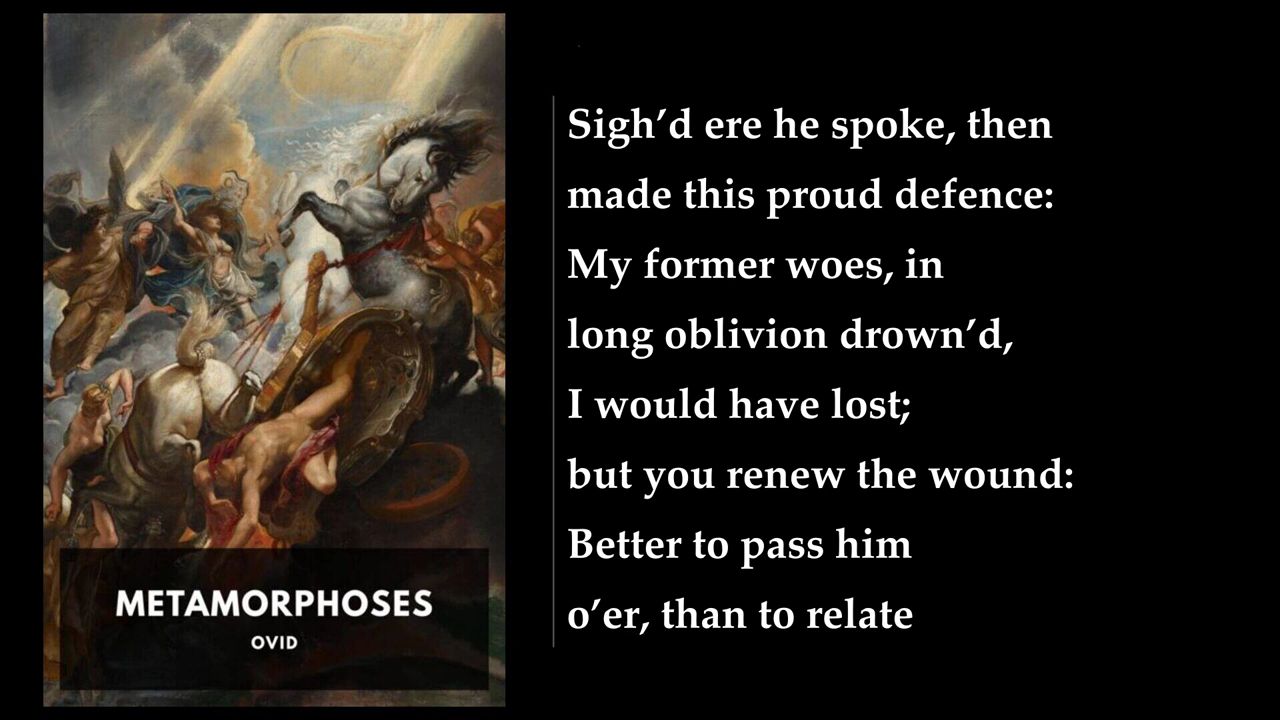 METAMORPHOSES
OVID
Sigh’d ere he spoke, then
made this proud defence:
My former woes, in
long oblivion drown’d,
I would have lost;
but you renew the wound:
Better to pass him
o’er, than to relate